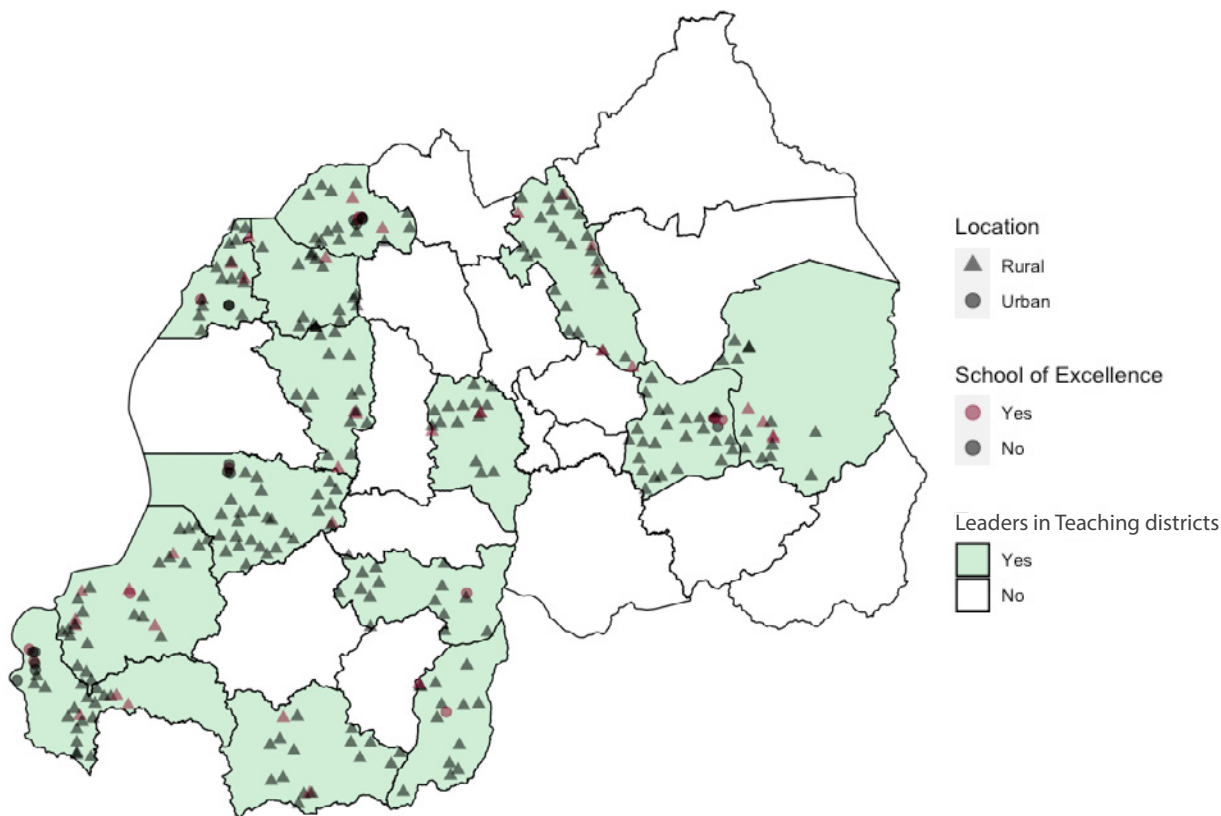 Location
Rural
Urban
School of Excellence
Yes
No
Leaders in Teaching districts
Yes
No